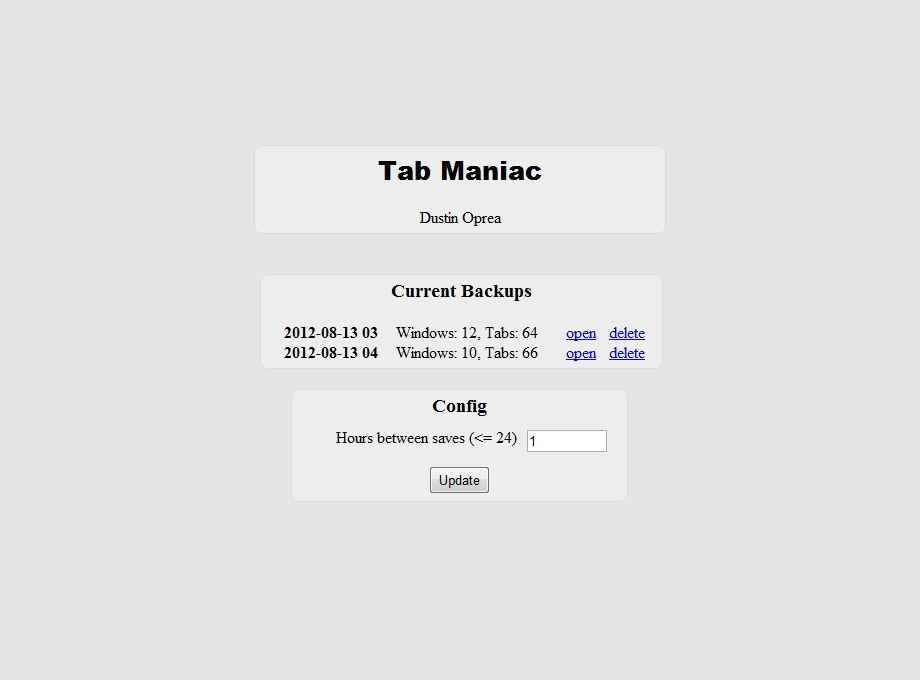 Tab Maniac
Dustin Oprea
Current Backups
2012-08-13 03 Windows: 12, Tabs: 64 open delete
2012-08-13 04 Windows: 10, Tabs: 66 open delete
Config
Hours between saves (<= 24) 1
Update